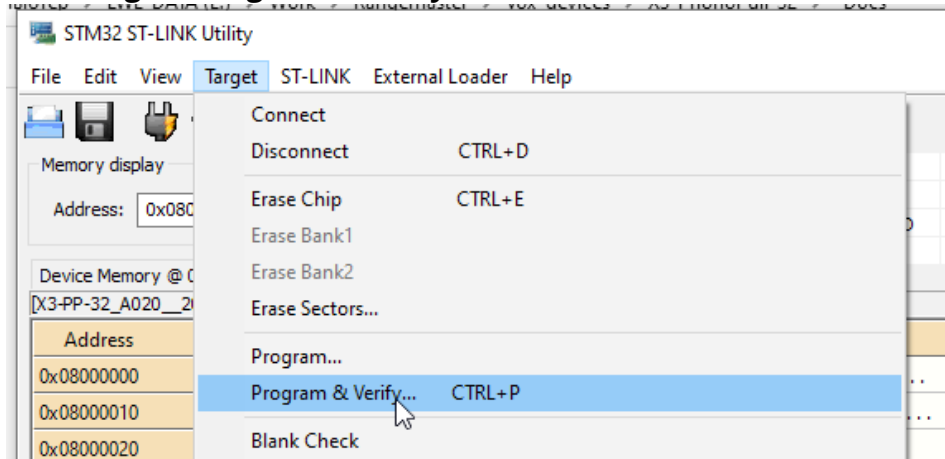 STM32 ST-LINK Utility
File Edit View Target ST-LINK External Loader Help
Connect
Disconnect CTRL+D
Memory display
Address: 0x080
Erase Chip CTRL+E
Erase Bank1
Erase Bank2
Erase Sectors...
Device Memory @
[X3-PP-32_A020__2
Address
Program...
0x08000000
Program & Verify... CTRL+P
0x08000010
Blank Check
0x08000020